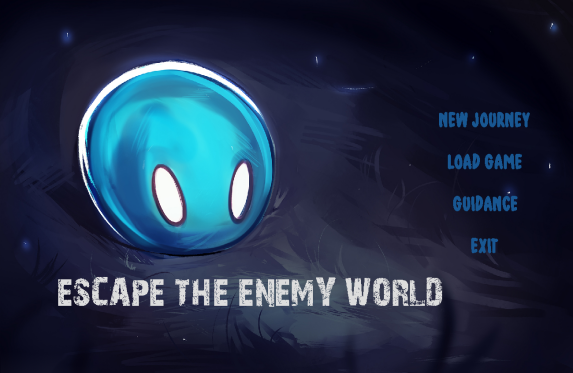 NEW JOURNEY
LOAD GAME
GUIDANCE
EXIT
ESCAPE THE ENEMY WORLD